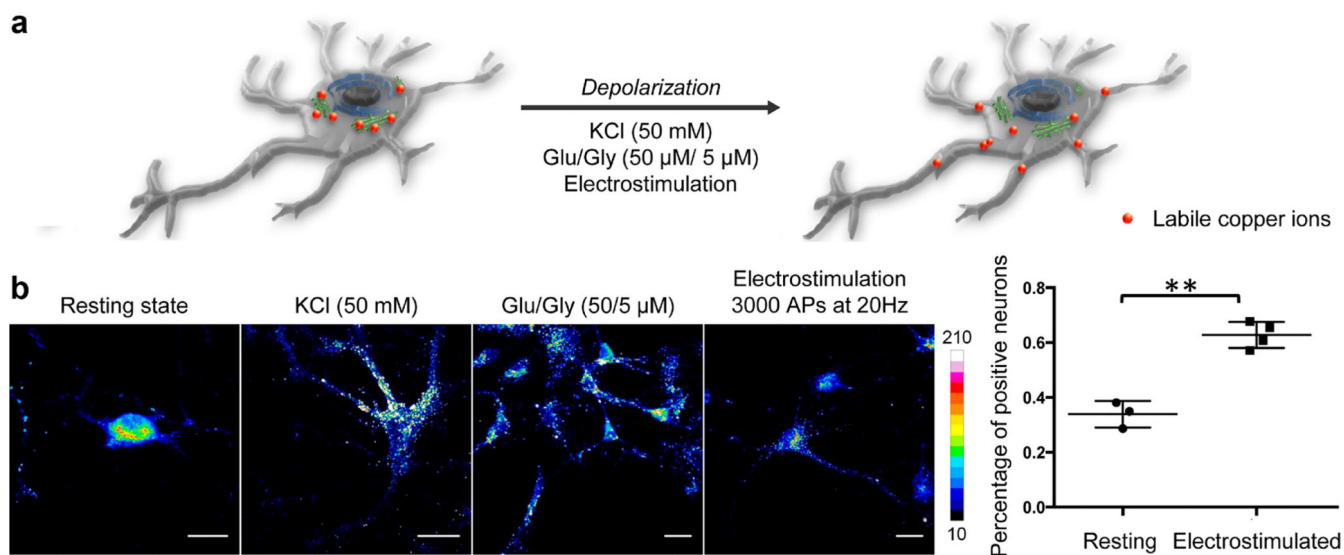 a
Depolarization
KCl (50 mM)
Glu/Gly (50 µM/ 5 µM)
Electrostimulation
Labile copper ions
b
Resting state
KCl (50 mM)
Glu/Gly (50/5 µM)
Electrostimulation
3000 APs at 20Hz
210
10
Percentage of positive neurons
0.8
0.6
0.4
0.2
0.0
**
Resting
Electrostimulated